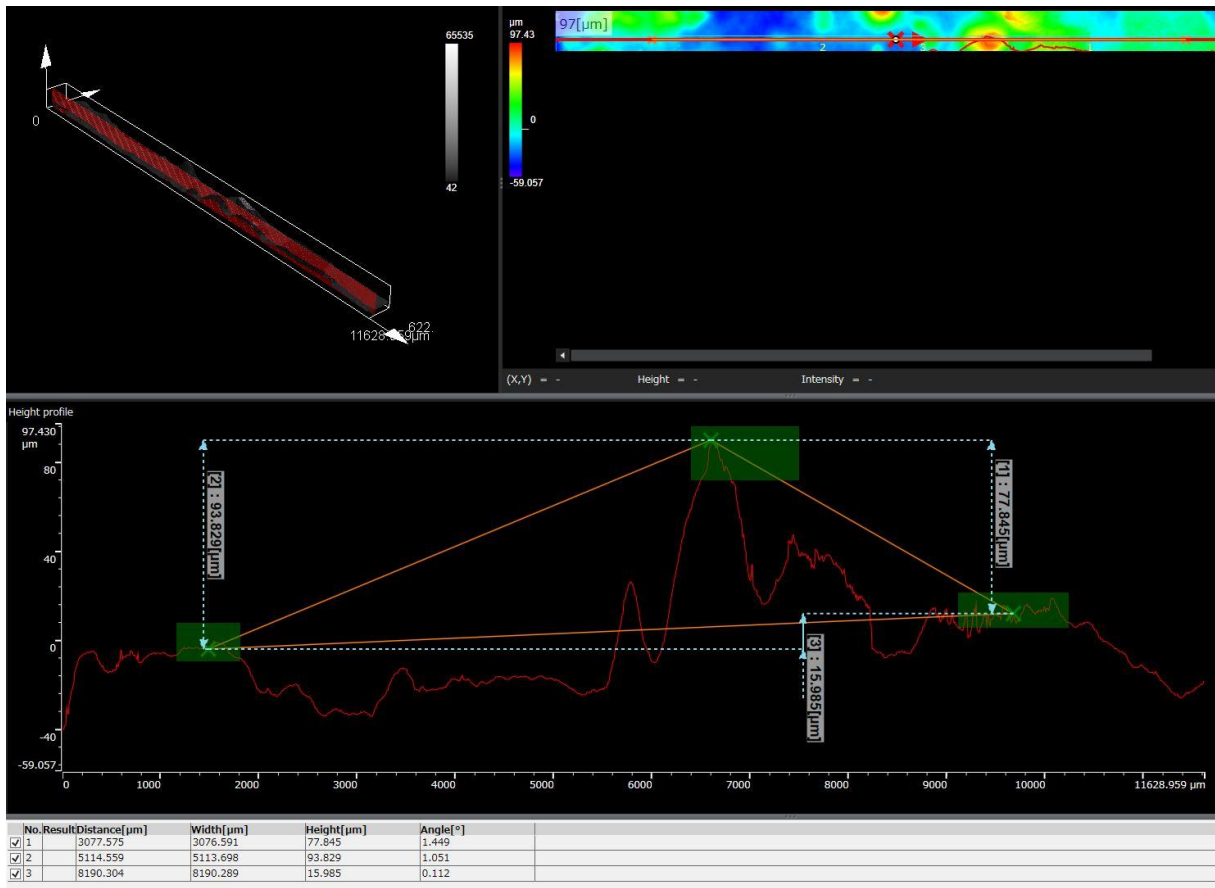 65535
42
0
622.
11628.959µm
µm
97.43
0
-59.057
97[µm]
2
(X,Y) = -
Height = -
Intensity = -
Height profile
97.430
µm
80
40
0
-40
-59.057
[2] : 93.829[µm]
[1] : 77.845[µm]
[3] : 15.985[µm]
0
1000
2000
3000
4000
5000
6000
7000
8000
9000
10000
11628.959 µm
No. Result Distance[µm] Width[µm] Height[µm] Angle[°]
1 3077.575 3076.591 77.845 1.449
2 5114.559 5113.698 93.829 1.051
3 8190.304 8190.289 15.985 0.112